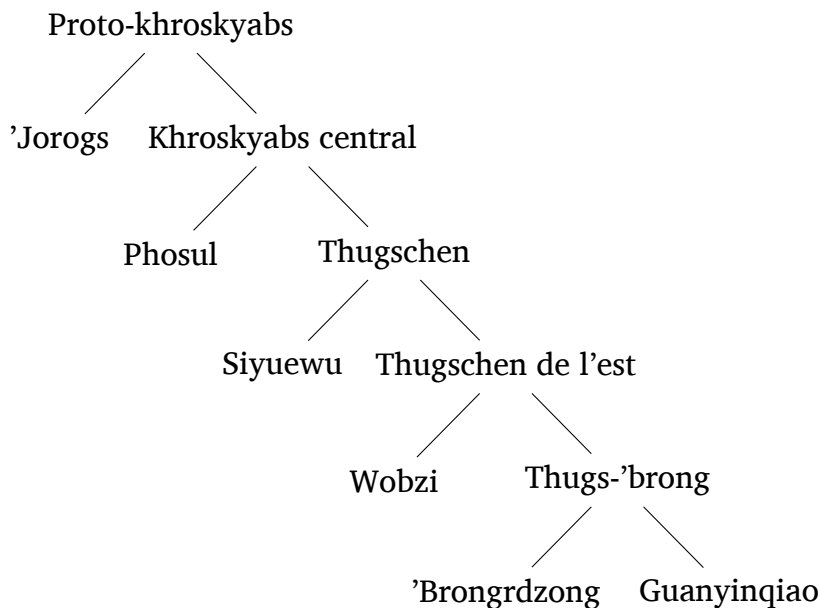 Proto-khroskyabs
’Jorogs Khroskyabs central
Phosul Thugschen
Siyuewu Thugschen de l’est
Wobzi Thugs-’brong
’Brongrdzong Guanyinqiao